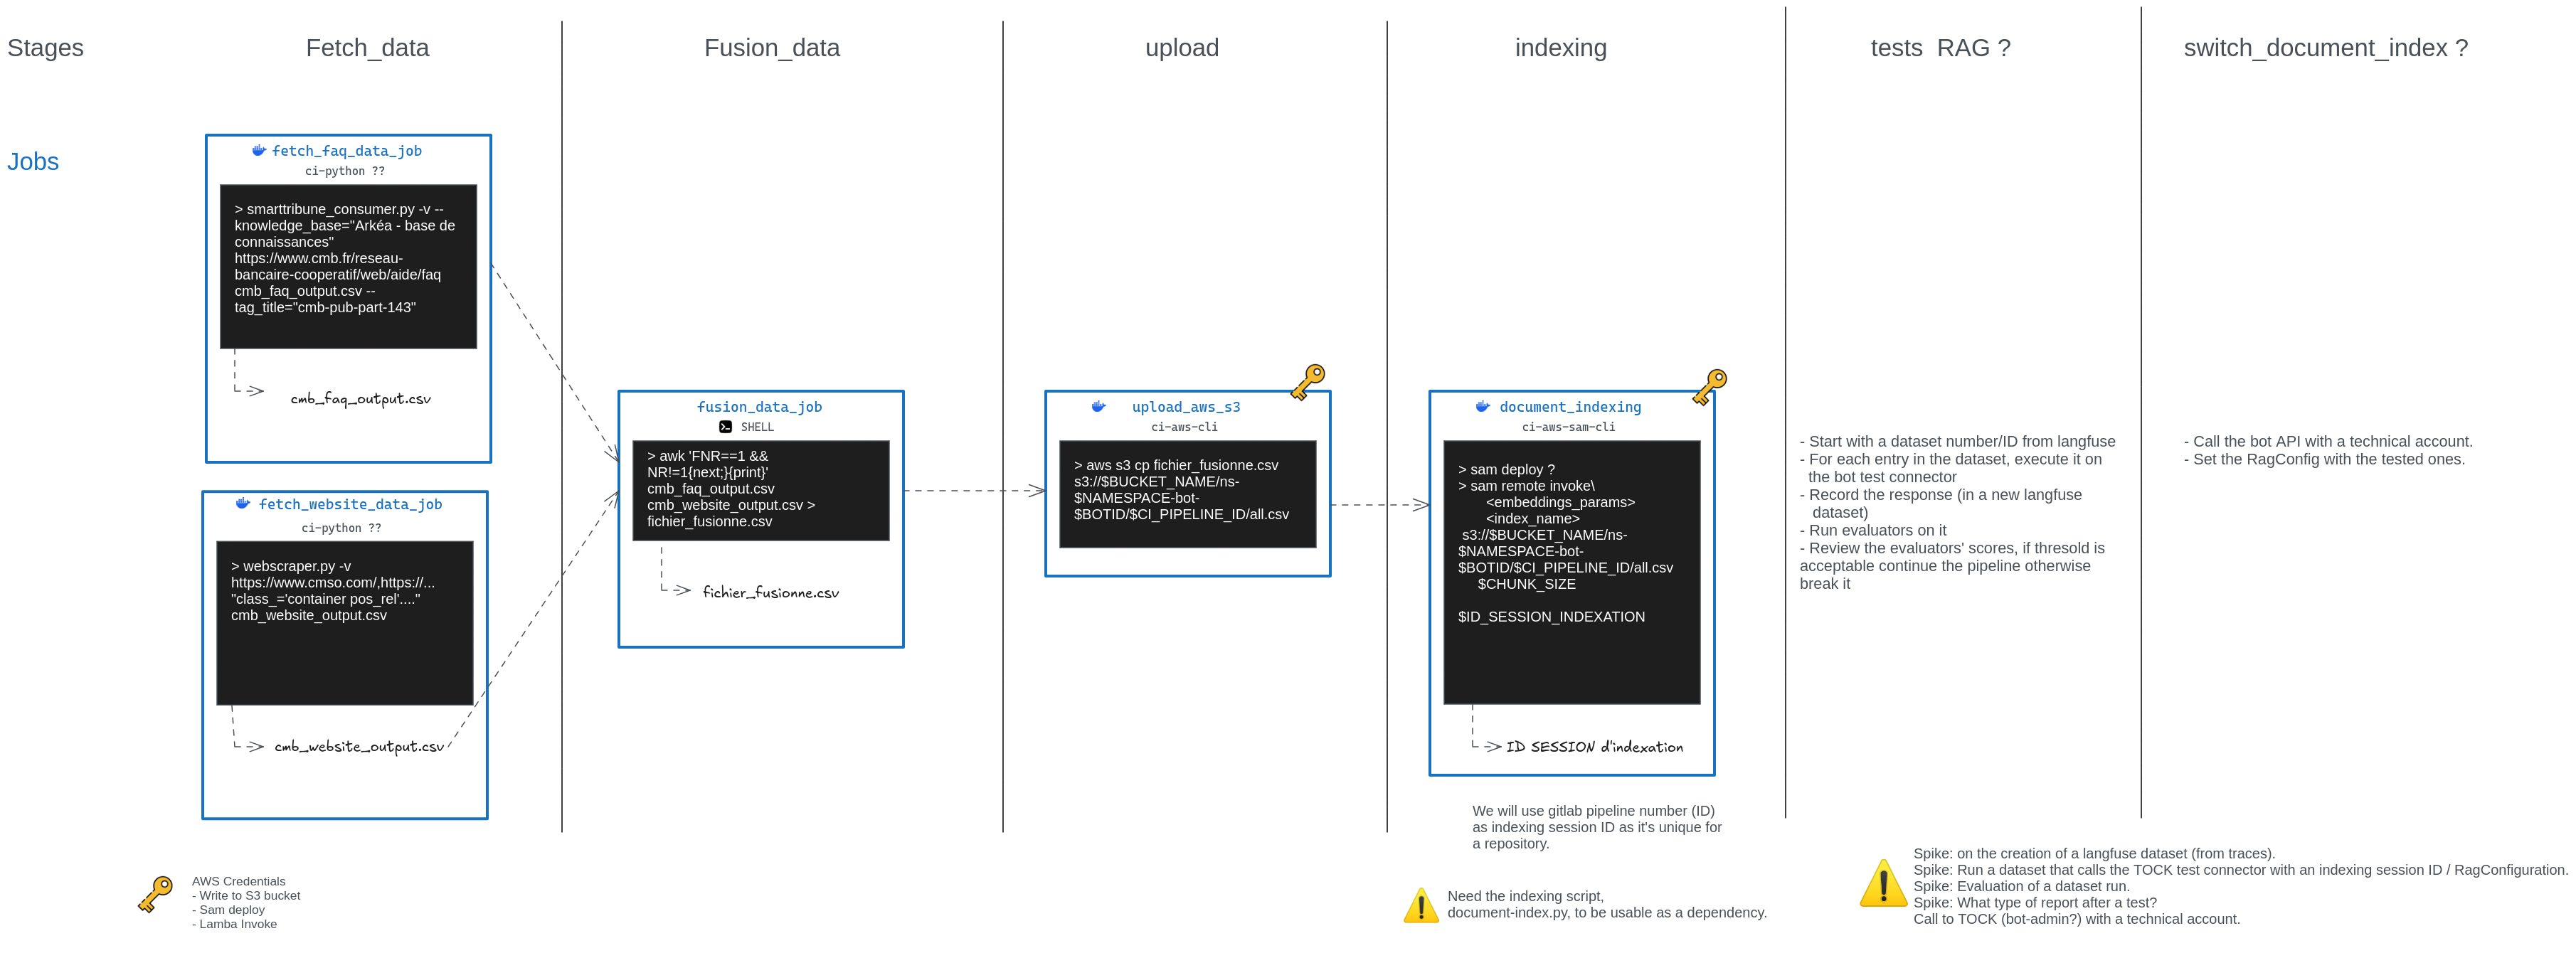 Stages
Fetch_data
Fusion_data
upload
indexing
tests  RAG ?
switch_document_index ?
Jobs
fetch_faq_data_job
ci-python ??
> smarttribune_consumer.py -v --
knowledge_base="Arkéa - base de
connaissances"
https://www.cmb.fr/reseau-
bancaire-cooperatif/web/aide/faq
cmb_faq_output.csv --
tag_title="cmb-pub-part-143"
cmb_faq_output.csv
fetch_website_data_job
ci-python ??
> webscraper.py -v
https://www.cmso.com/,https://...
"class_='container pos_rel'...."
cmb_website_output.csv
cmb_website_output.csv
fusion_data_job
SHELL
> awk 'FNR==1 &&
NR!=1{next;}{print}'
cmb_faq_output.csv
cmb_website_output.csv >
fichier_fusionne.csv
fichier_fusionne.csv
upload_aws_s3
ci-aws-cli
> aws s3 cp fichier_fusionne.csv
s3://$BUCKET_NAME/ns-
$NAMESPACE-bot-
$BOTID/$CI_PIPELINE_ID/all.csv
document_indexing
ci-aws-sam-cli
> sam deploy ?
> sam remote invoke\
<embeddings_params>
<index_name>
s3://$BUCKET_NAME/ns-
$NAMESPACE-bot-
$BOTID/$CI_PIPELINE_ID/all.csv
$CHUNK_SIZE
$ID_SESSION_INDEXATION
ID SESSION d'indexation
We will use gitlab pipeline number (ID)
as indexing session ID as it's unique for
a repository.
Need the indexing script,
document-index.py, to be usable as a dependency.
- Start with a dataset number/ID from langfuse
- For each entry in the dataset, execute it on
the bot test connector
- Record the response (in a new langfuse
dataset)
- Run evaluators on it
- Review the evaluators' scores, if thresold is
acceptable continue the pipeline otherwise
break it
- Call the bot API with a technical account.
- Set the RagConfig with the tested ones.
Spike: on the creation of a langfuse dataset (from traces).
Spike: Run a dataset that calls the TOCK test connector with an indexing session ID / RagConfiguration.
Spike: Evaluation of a dataset run.
Spike: What type of report after a test?
Call to TOCK (bot-admin?) with a technical account.
AWS Credentials
- Write to S3 bucket
- Sam deploy
- Lamba Invoke